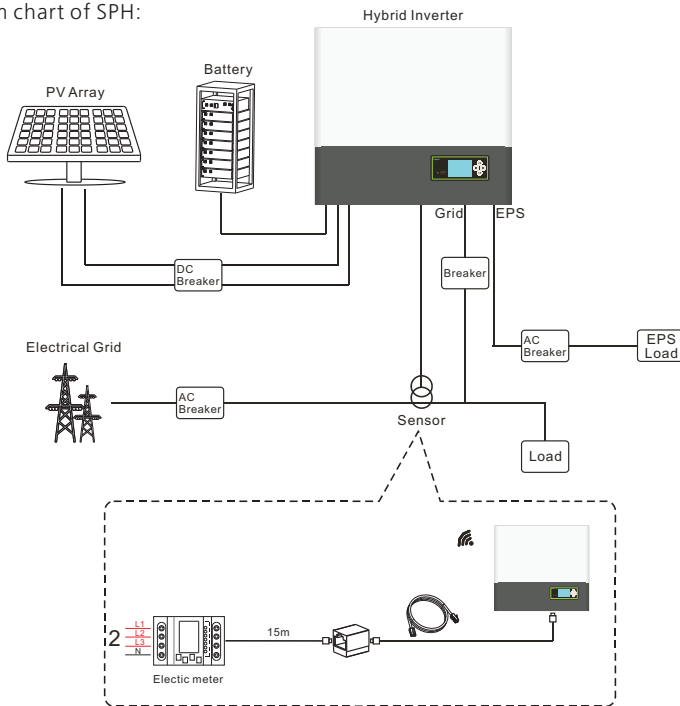 n chart of SPH:
Hybrid Inverter
Battery
PV Array
Grid
EPS
DC
Breaker
Breaker
AC
Breaker
EPS
Load
Electrical Grid
AC
Breaker
Sensor
Load
2
L1
L2
L3
N
15m
Electic meter